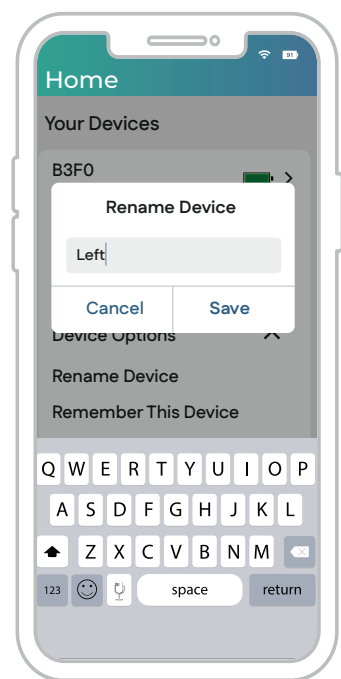 91
Home
Your Devices
B3F0
Rename Device
Left
Cancel Save
Device Options
Rename Device
Remember This Device
Q W E R T Y U I O P
A S D F G H J K L
Z X C V B N M
123 space return